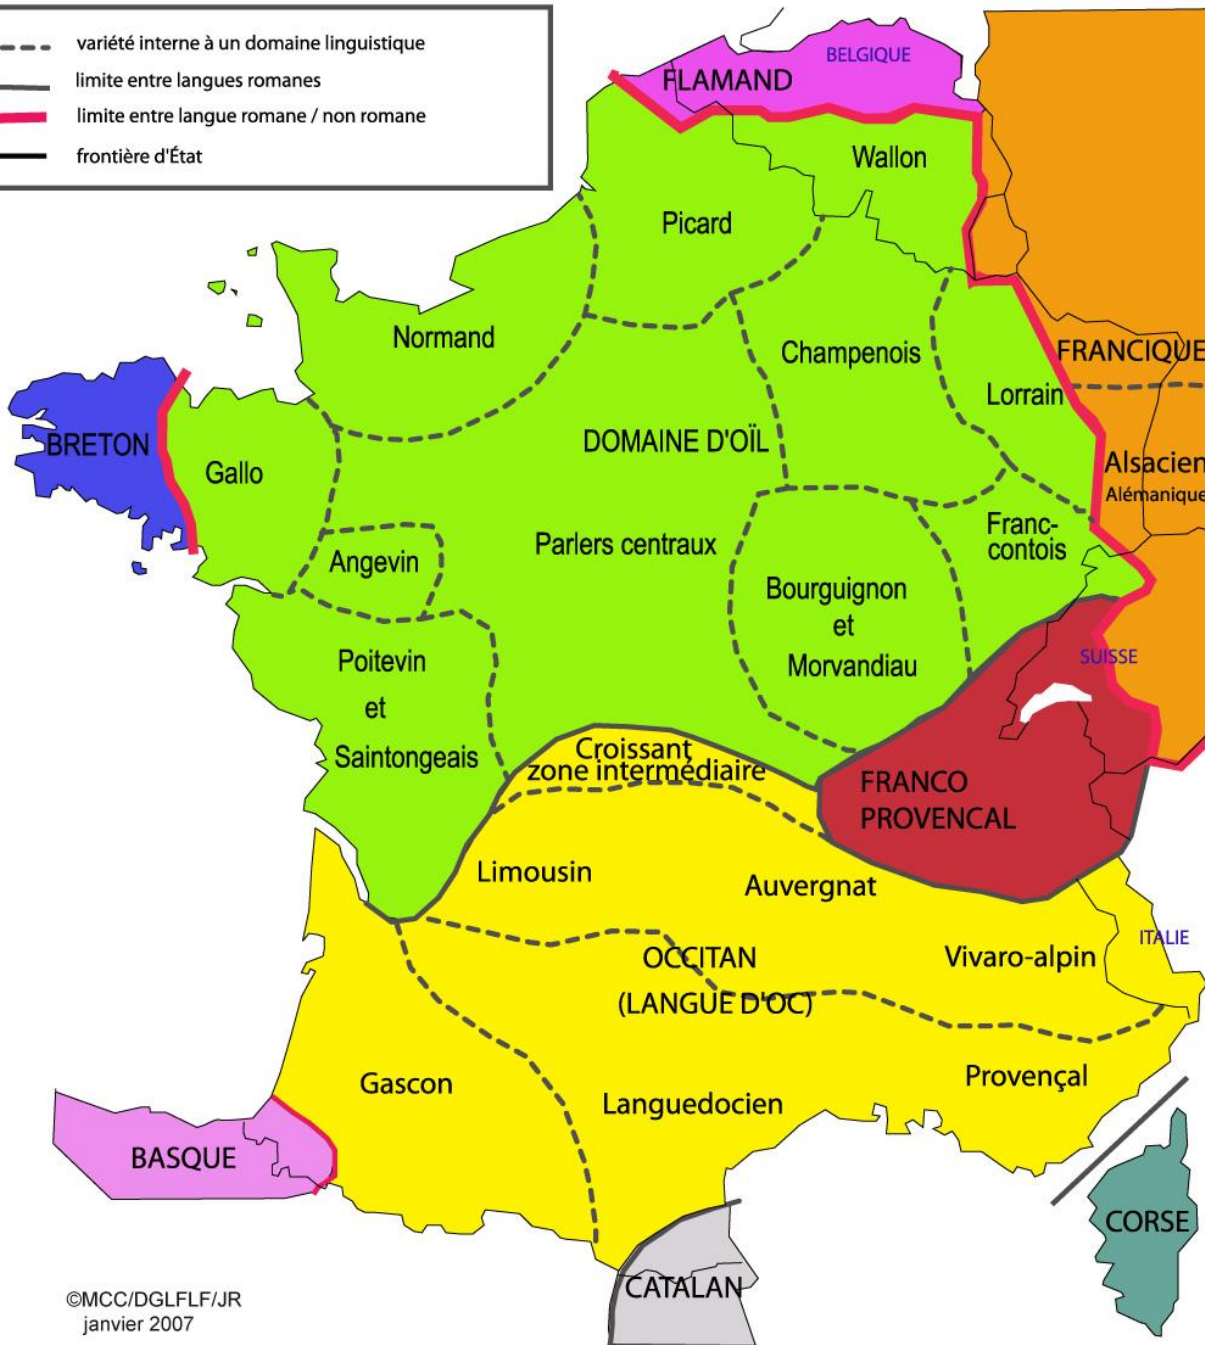 variété interne à un domaine linguistique
limite entre langues romanes
limite entre langue romane / non romane
frontière d'État
BELGIQUE
FLAMAND
Wallon
Picard
Normand
Champenois
FRANCIQUE
Lorrain
BRETON
Gallo
DOMAINE D'OÏL
Alsacien
Alémanique
Parlers centraux
Franc-
contois
Angevin
Bourguignon
et
Morvandiau
Poitevin
et
Saintongeais
SUISSE
Croissant
zone intermédiaire
FRANCO
PROVENCAL
Limousin
Auvergnat
ITALIE
OCCITAN
(LANGUE D'OC)
Vivaro-alpin
Gascon
Languedocien
Provençal
BASQUE
CORSE
CATALAN
©MCC/DGLFLF/JR
janvier 2007